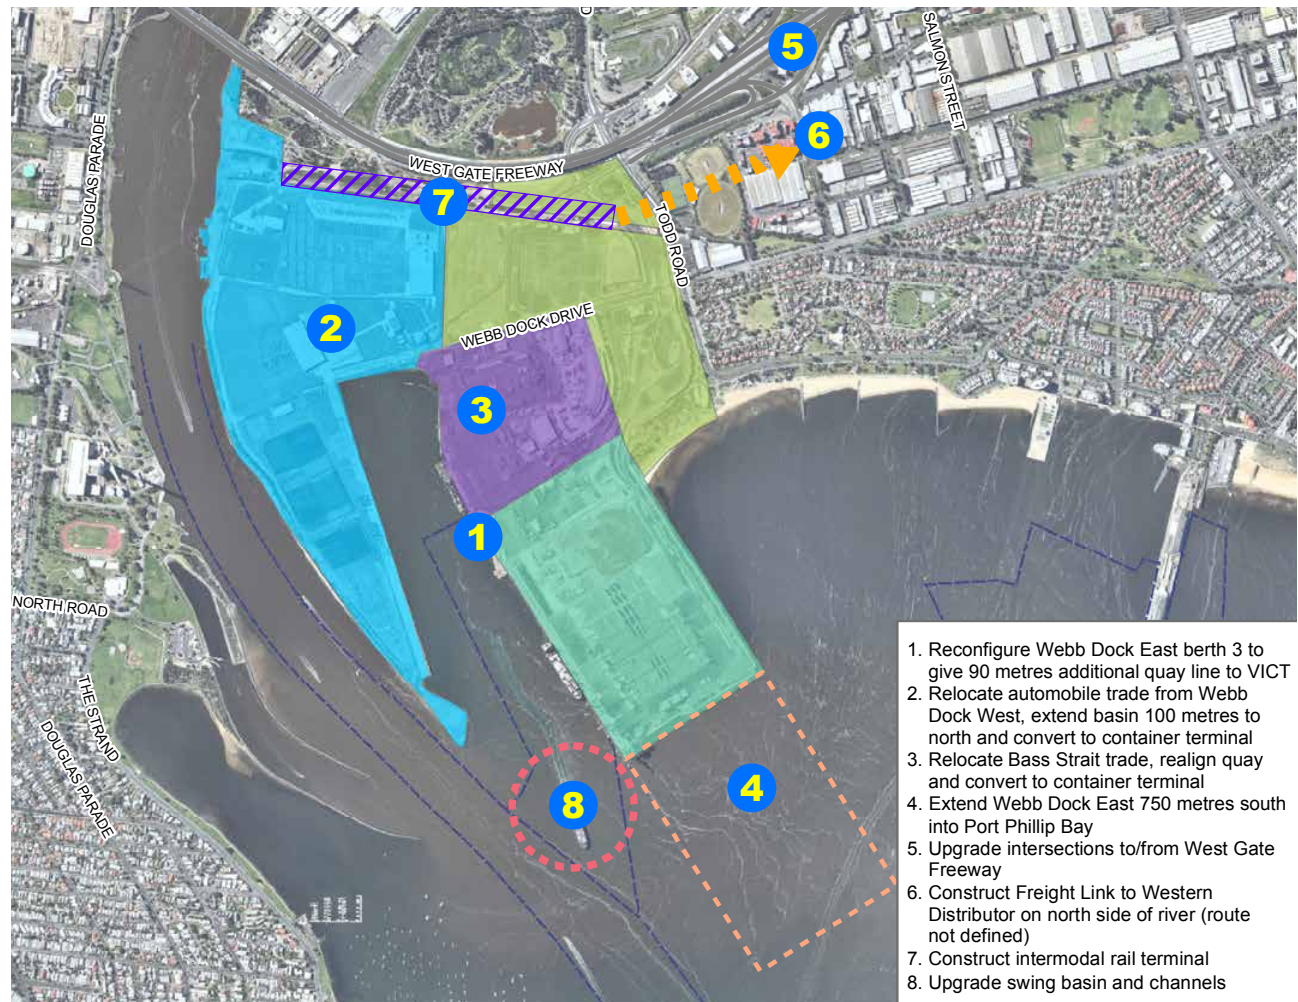 D
SALMON STREET
5
6
DOUGLAS PARADE
WEST GATE FREEWAY
7
TODD ROAD
2
WEBB DOCK DRIVE
3
1
NORTH ROAD
THE STRAND
DOUGLAS PARADE
8
4
1. Reconfigure Webb Dock East berth 3 to
give 90 metres additional quay line to VICT
2. Relocate automobile trade from Webb
Dock West, extend basin 100 metres to
north and convert to container terminal
3. Relocate Bass Strait trade, realign quay
and convert to container terminal
4. Extend Webb Dock East 750 metres south
into Port Phillip Bay
5. Upgrade intersections to/from West Gate
Freeway
6. Construct Freight Link to Western
Distributor on north side of river (route
not defined)
7. Construct intermodal rail terminal
8. Upgrade swing basin and channels